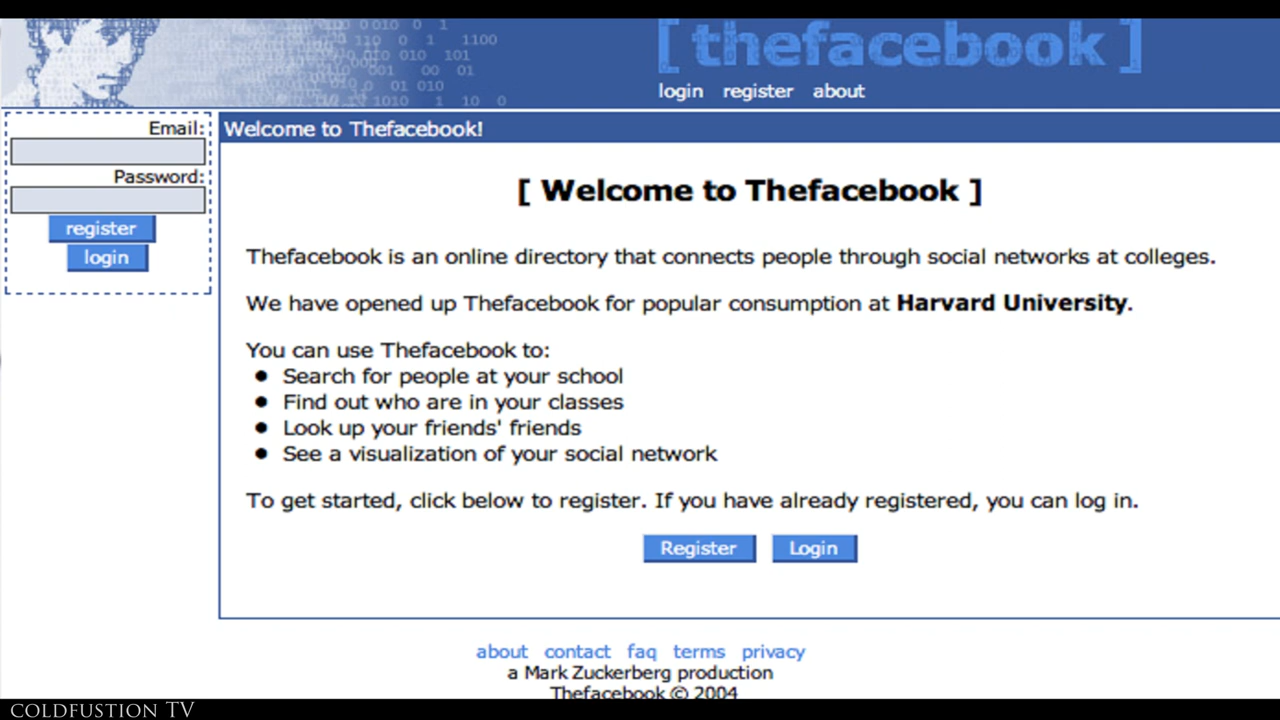 [ thefacebook ]
login register about
Email:
Password:
register
login
Welcome to Thefacebook!
[ Welcome to Thefacebook ]
Thefacebook is an online directory that connects people through social networks at colleges.
We have opened up Thefacebook for popular consumption at Harvard University.
You can use Thefacebook to:
● Search for people at your school
● Find out who are in your classes
● Look up your friends' friends
● See a visualization of your social network
To get started, click below to register. If you have already registered, you can log in.
Register Login
about contact faq terms privacy
a Mark Zuckerberg production
Thefacebook © 2004
COLDFUSTION TV